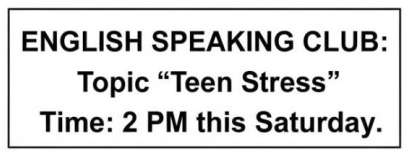 ENGLISH SPEAKING CLUB:
Topic “Teen Stress”
Time: 2 PM this Saturday.